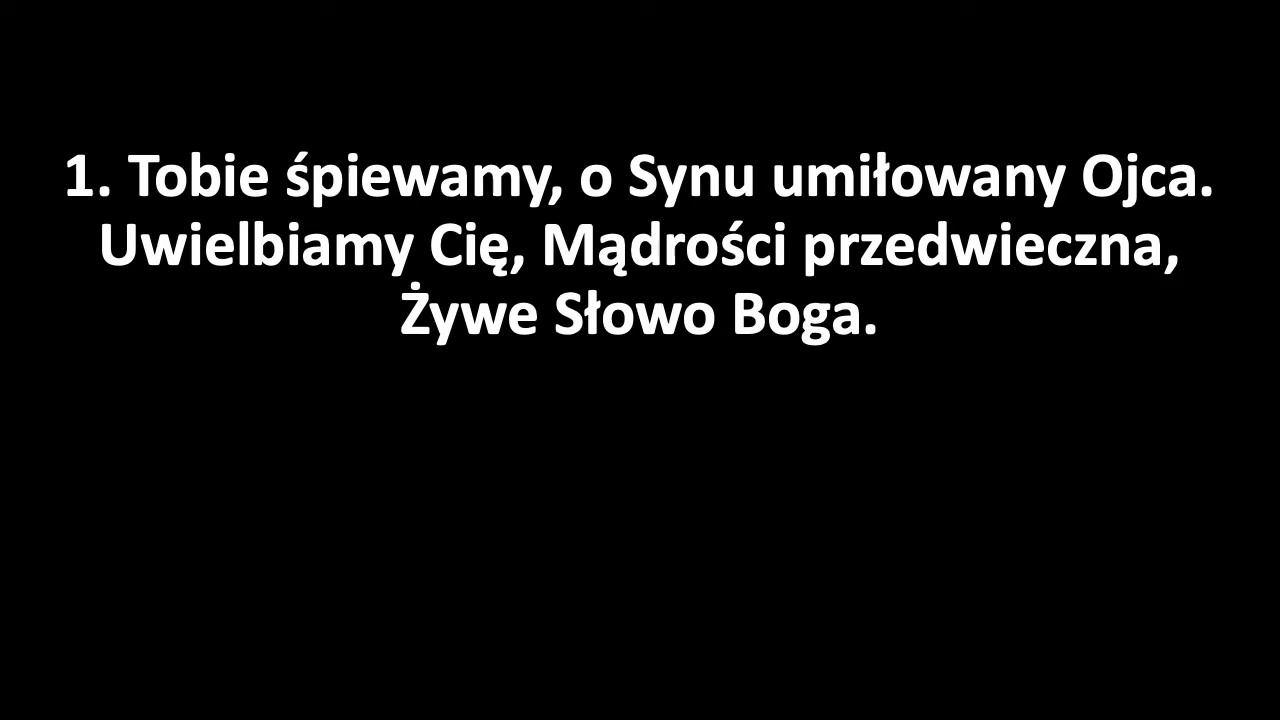 1. Tobie śpiewamy, o Synu umiłowany Ojca.
Uwielbiamy Cię, Mądrości przedwieczna,
Żywe Słowo Boga.